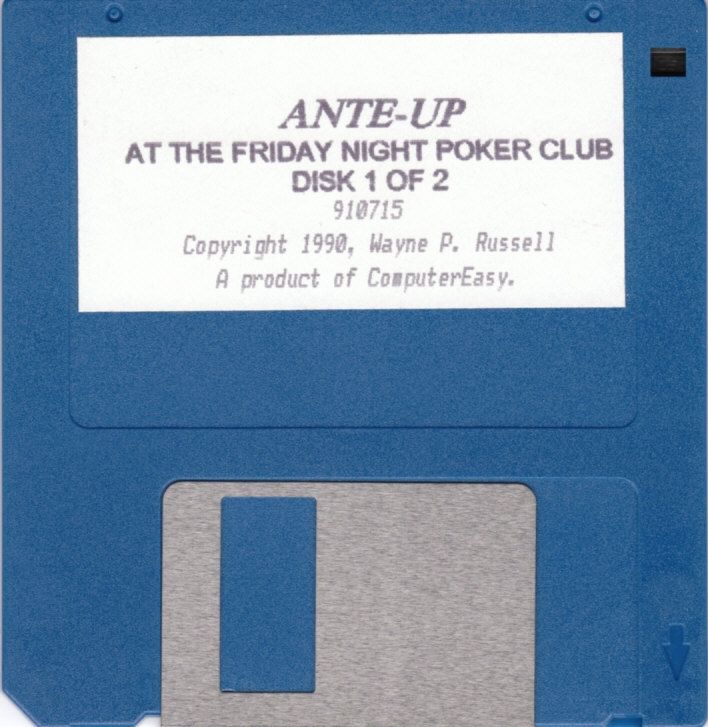 ANTE-UP
AT THE FRIDAY NIGHT POKER CLUB
DISK 1 OF 2
910715
Copyright 1990, Wayne P. Russell
A product of ComputerEasy.